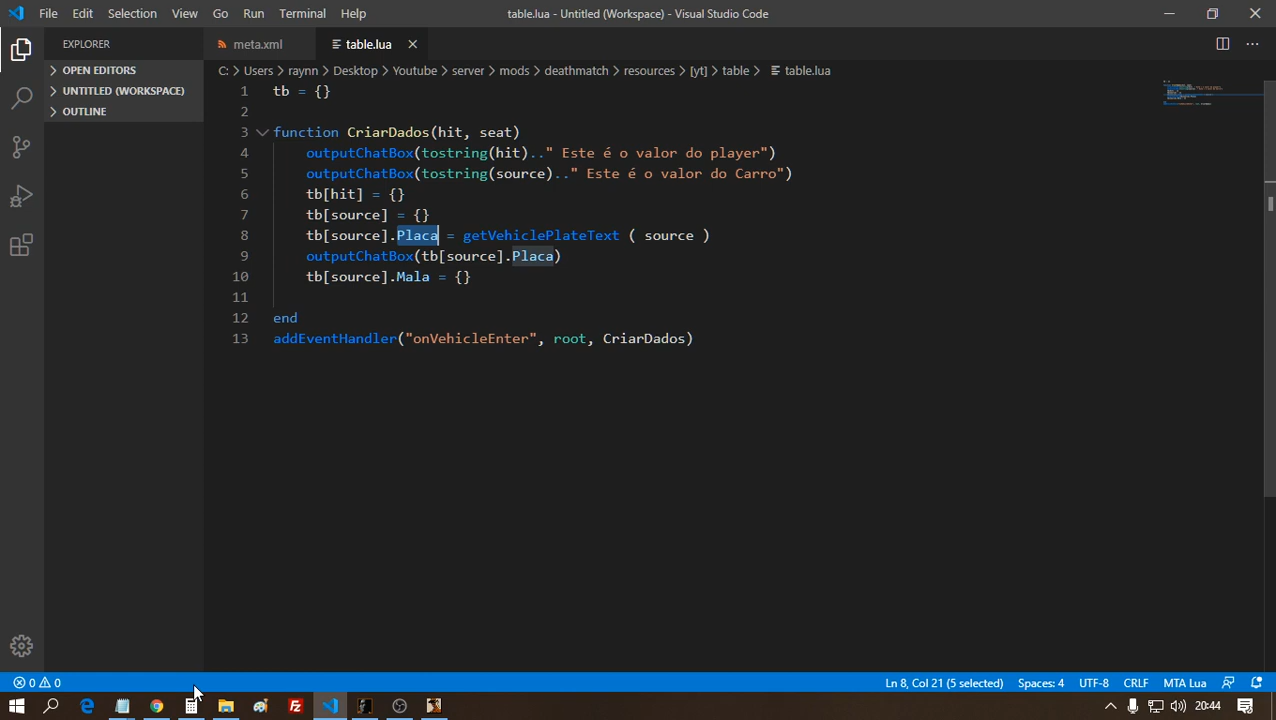 File Edit Selection View Go Run Terminal Help table.lua - Untitled (Workspace) - Visual Studio Code
EXPLORER meta.xml table.lua
OPEN EDITORS
UNTITLED (WORKSPACE)
OUTLINE
C: > Users > raynn > Desktop > Youtube > server > mods > deathmatch > resources > [yt] > table > table.lua
1 tb = {}
2
3 function CriarDados(hit, seat)
4 outputChatBox(tostring(hit).." Este é o valor do player")
5 outputChatBox(tostring(source).." Este é o valor do Carro")
6 tb[hit] = {}
7 tb[source] = {}
8 tb[source].Placa = getVehiclePlateText ( source )
9 outputChatBox(tb[source].Placa)
10 tb[source].Mala = {}
11
12 end
13 addEventHandler("onVehicleEnter", root, CriarDados)
0 0 Ln 8, Col 21 (5 selected) Spaces: 4 UTF-8 CRLF MTA Lua
20:44